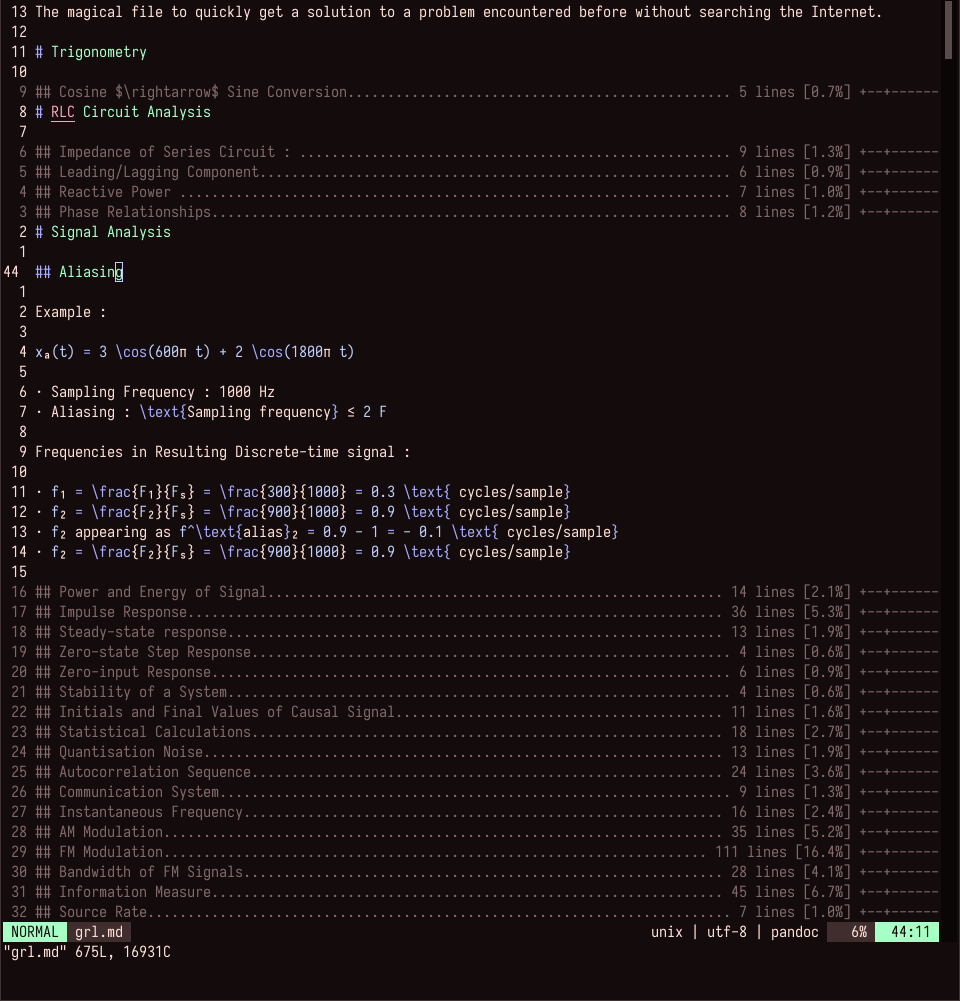 13 The magical file to quickly get a solution to a problem encountered before without searching the Internet.
12
11 # Trigonometry
10
9 ## Cosine $\rightarrow$ Sine Conversion................................................ 5 lines [0.7%] +--+------
8 # RLC Circuit Analysis
7
6 ## Impedance of Series Circuit : ...................................................... 9 lines [1.3%] +--+------
5 ## Leading/Lagging Component........................................................... 6 lines [0.9%] +--+------
4 ## Reactive Power ..................................................................... 7 lines [1.0%] +--+------
3 ## Phase Relationships................................................................. 8 lines [1.2%] +--+------
2 # Signal Analysis
1
44 ## Aliasing
1
2 Example :
3
4 xₐ(t) = 3 \cos(600π t) + 2 \cos(1800π t)
5
6 · Sampling Frequency : 1000 Hz
7 · Aliasing : \text{Sampling frequency} ≤ 2 F
8
9 Frequencies in Resulting Discrete-time signal :
10
11 · f₁ = \frac{F₁}{Fₛ} = \frac{300}{1000} = 0.3 \text{ cycles/sample}
12 · f₂ = \frac{F₂}{Fₛ} = \frac{900}{1000} = 0.9 \text{ cycles/sample}
13 · f₂ appearing as f^\text{alias}₂ = 0.9 - 1 = - 0.1 \text{ cycles/sample}
14 · f₂ = \frac{F₂}{Fₛ} = \frac{900}{1000} = 0.9 \text{ cycles/sample}
15
16 ## Power and Energy of Signal......................................................... 14 lines [2.1%] +--+------
17 ## Impulse Response................................................................... 36 lines [5.3%] +--+------
18 ## Steady-state response.............................................................. 13 lines [1.9%] +--+------
19 ## Zero-state Step Response........................................................... 4 lines [0.6%] +--+------
20 ## Zero-input Response................................................................ 6 lines [0.9%] +--+------
21 ## Stability of a System.............................................................. 4 lines [0.6%] +--+------
22 ## Initials and Final Values of Causal Signal......................................... 11 lines [1.6%] +--+------
23 ## Statistical Calculations........................................................... 18 lines [2.7%] +--+------
24 ## Quantisation Noise................................................................. 13 lines [1.9%] +--+------
25 ## Autocorrelation Sequence........................................................... 24 lines [3.6%] +--+------
26 ## Communication System............................................................... 9 lines [1.3%] +--+------
27 ## Instantaneous Frequency............................................................ 16 lines [2.4%] +--+------
28 ## AM Modulation...................................................................... 35 lines [5.2%] +--+------
29 ## FM Modulation.................................................................... 111 lines [16.4%] +--+------
30 ## Bandwidth of FM Signals............................................................ 28 lines [4.1%] +--+------
31 ## Information Measure................................................................ 45 lines [6.7%] +--+------
32 ## Source Rate........................................................................ 7 lines [1.0%] +--+------
NORMAL grl.md unix | utf-8 | pandoc 6% 44:11
"grl.md" 675L, 16931C